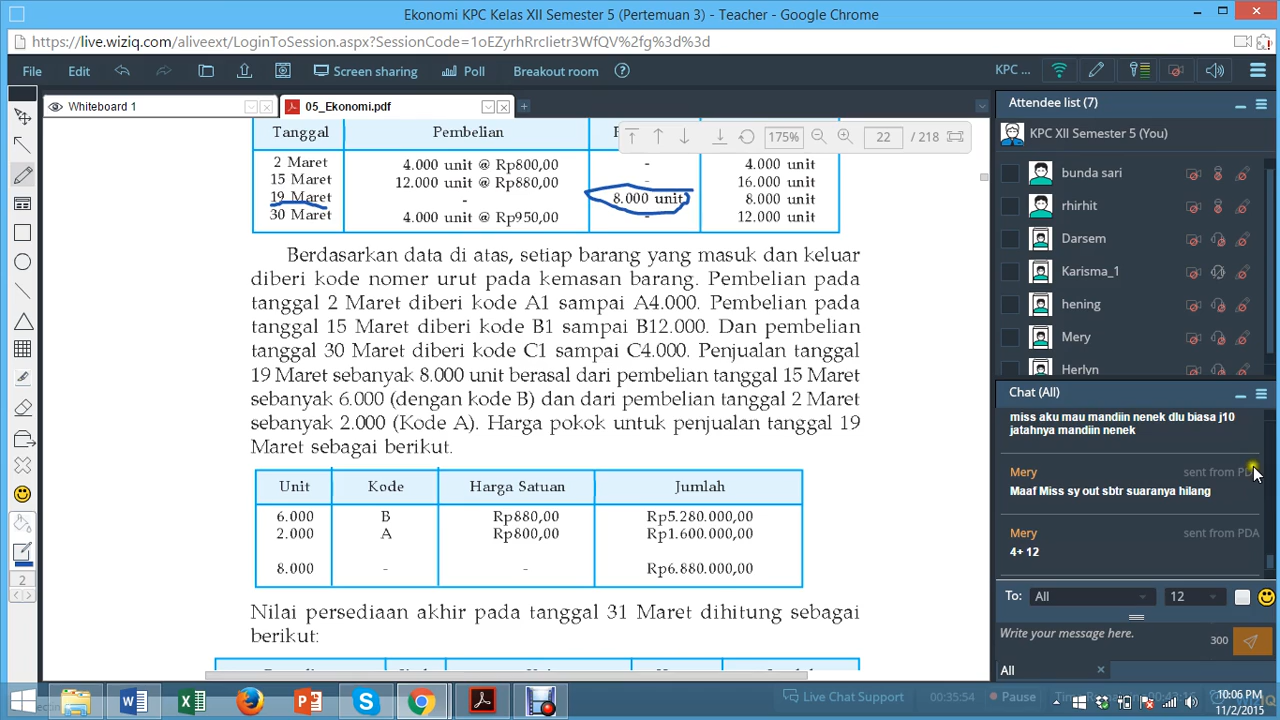 Ekonomi KPC Kelas XII Semester 5 (Pertemuan 3) - Teacher - Google Chrome
https://live.wiziq.com/aliveext/LoginToSession.aspx?SessionCode=1oEZyrhRrcIietr3WfQV%2fg%3d%3d
File Edit Screen sharing Poll Breakout room KPC ...
Whiteboard 1 05_Ekonomi.pdf
175% 22 / 218
Tanggal Pembelian
2 Maret 4.000 unit @ Rp800,00 - 4.000 unit
15 Maret 12.000 unit @ Rp880,00 - 16.000 unit
19 Maret - 8.000 unit 8.000 unit
30 Maret 4.000 unit @ Rp950,00 - 12.000 unit
Berdasarkan data di atas, setiap barang yang masuk dan keluar
diberi kode nomer urut pada kemasan barang. Pembelian pada
tanggal 2 Maret diberi kode A1 sampai A4.000. Pembelian pada
tanggal 15 Maret diberi kode B1 sampai B12.000. Dan pembelian
tanggal 30 Maret diberi kode C1 sampai C4.000. Penjualan tanggal
19 Maret sebanyak 8.000 unit berasal dari pembelian tanggal 15 Maret
sebanyak 6.000 (dengan kode B) dan dari pembelian tanggal 2 Maret
sebanyak 2.000 (Kode A). Harga pokok untuk penjualan tanggal 19
Maret sebagai berikut.
Unit Kode Harga Satuan Jumlah
6.000 B Rp880,00 Rp5.280.000,00
2.000 A Rp800,00 Rp1.600.000,00
8.000 - - Rp6.880.000,00
Nilai persediaan akhir pada tanggal 31 Maret dihitung sebagai
berikut:
2
Attendee list (7)
KPC XII Semester 5 (You)
bunda sari
rhirhit
Darsem
Karisma_1
hening
Mery
Herlyn
Chat (All)
miss aku mau mandiin nenek dlu biasa j10
jatahnya mandiin nenek
Mery sent from PDA
Maaf Miss sy out sbtr suaranya hilang
Mery sent from PDA
4+ 12
To: All 12
Write your message here. 300
All
Live Chat Support 00:35:54 Pause
10:06 PM
11/2/2015